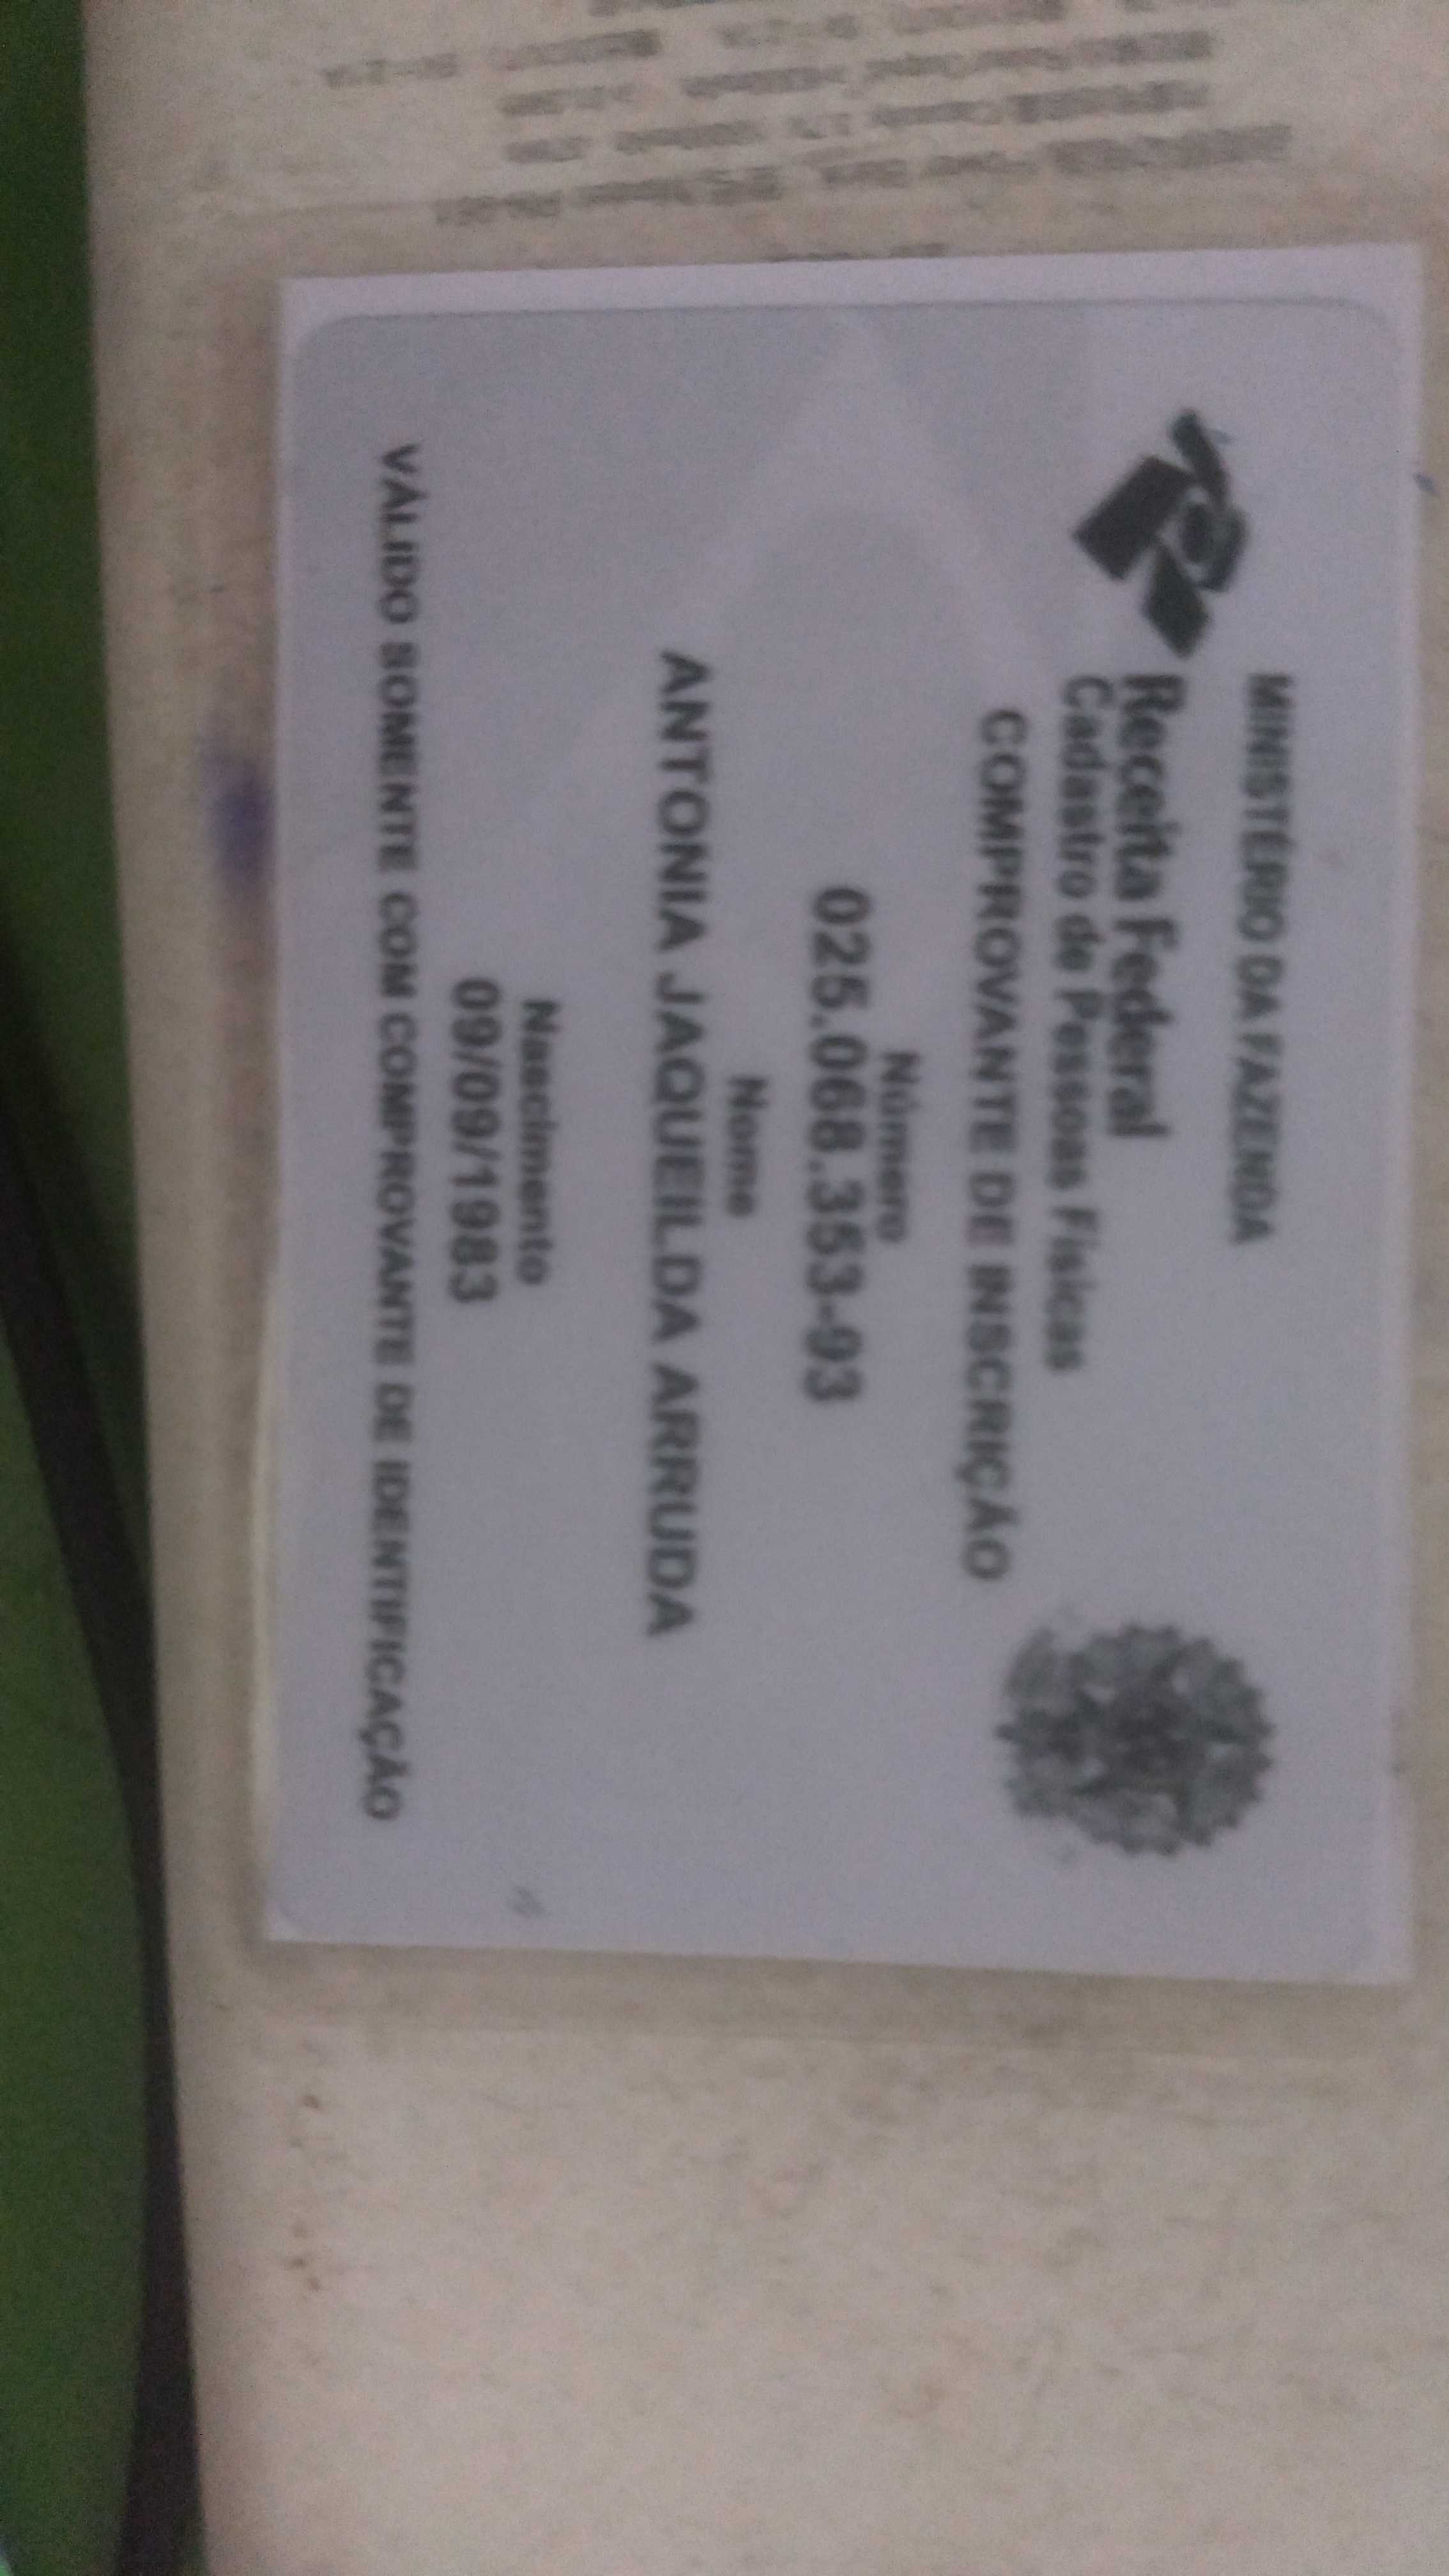 MINISTÉRIO DA FAZENDA
Receita Federal
Cadastro de Pessoas Físicas
COMPROVANTE DE INSCRIÇÃO
Número
025.068.353-93
Nome
ANTONIA JAQUEILDA ARRUDA
Nascimento
09/09/1983
VÁLIDO SOMENTE COM COMPROVANTE DE IDENTIFICAÇÃO